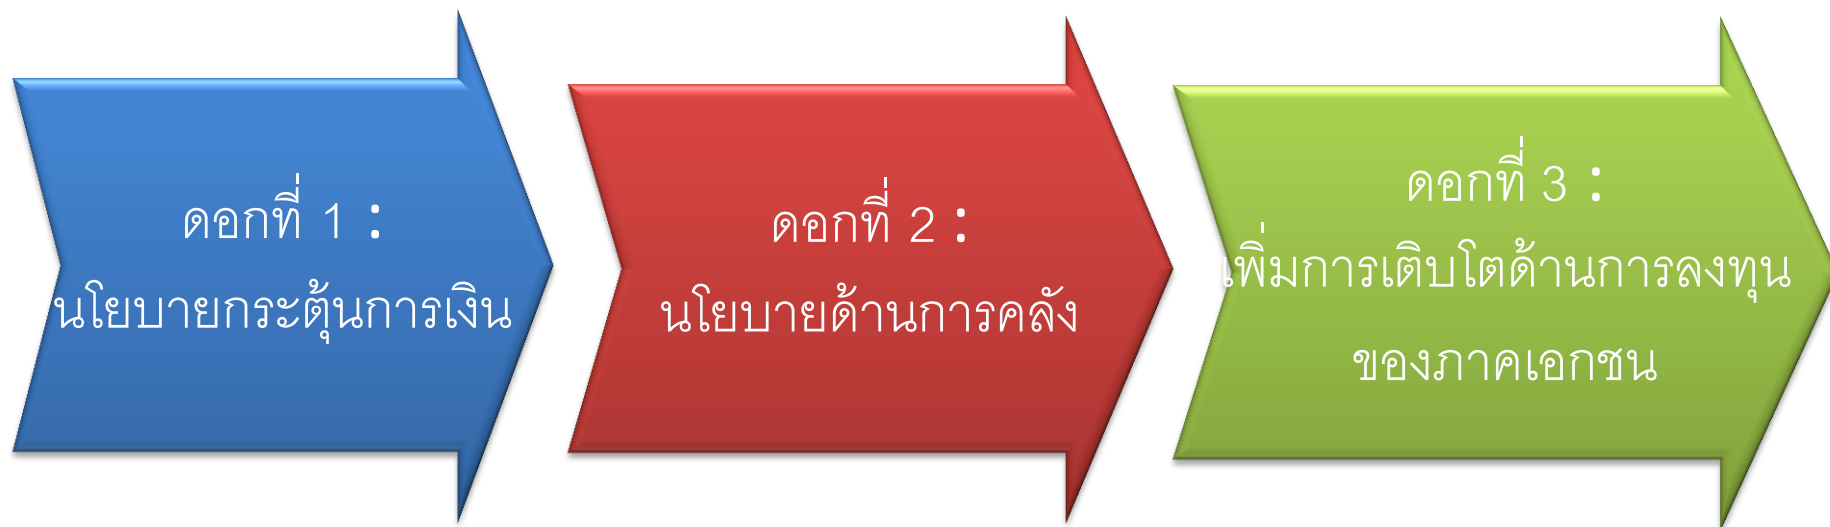 ดอกที่ 1 :
นโยบายกระตุ้นการเงิน
ดอกที่ 2 :
นโยบายด้านการคลัง
ดอกที่ 3 :
เพิ่มการเติบโตด้านการลงทุน
ของภาคเอกชน